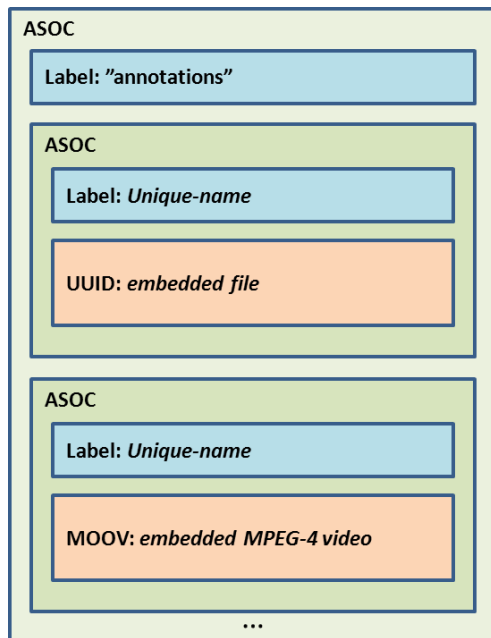 ASOC
Label: ”annotations”
ASOC
Label: Unique-name
UUID: embedded file
ASOC
Label: Unique-name
MOOV: embedded MPEG-4 video
...